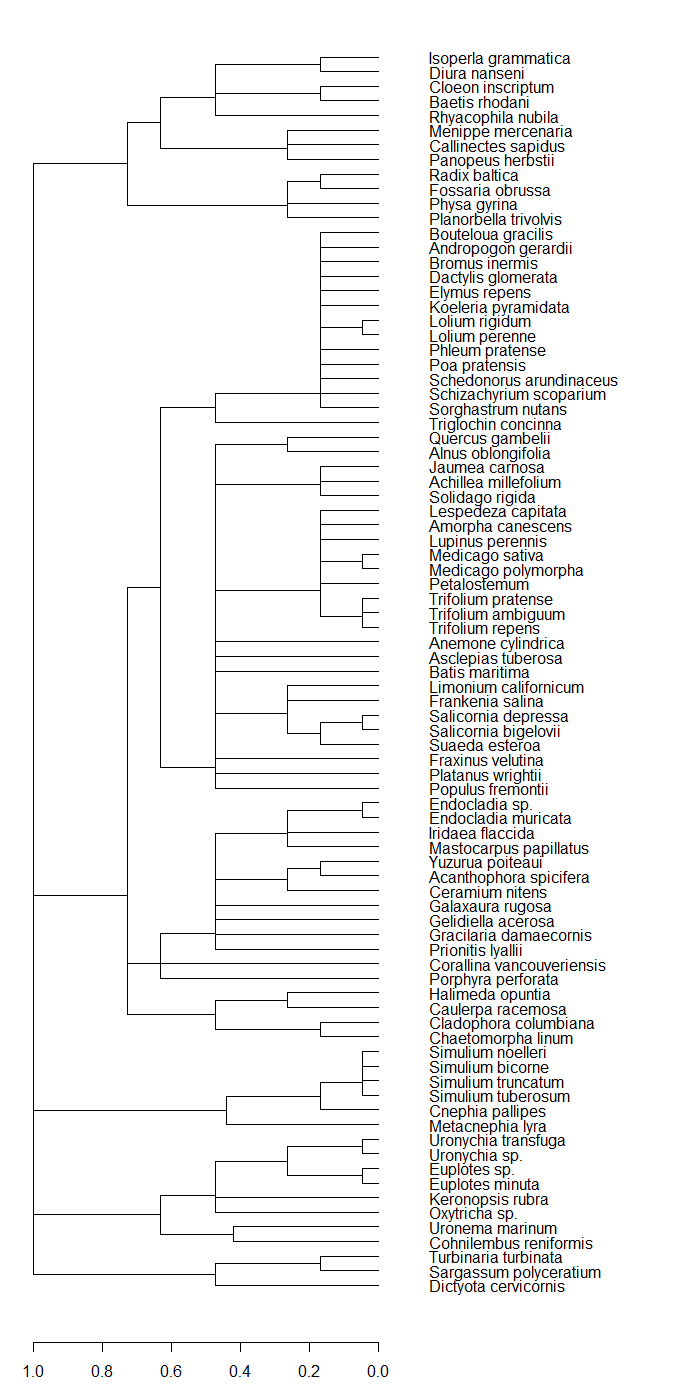 Isoperla grammatica
Diura nanseni
Cloeon inscriptum
Baetis rhodani
Rhyacophila nubila
Menippe mercenaria
Callinectes sapidus
Panopeus herbstii
Radix baltica
Fossaria obrussa
Physa gyrina
Planorbella trivolvis
Bouteloua gracilis
Andropogon gerardii
Bromus inermis
Dactylis glomerata
Elymus repens
Koeleria pyramidata
Lolium rigidum
Lolium perenne
Phleum pratense
Poa pratensis
Schedonorus arundinaceus
Schizachyrium scoparium
Sorghastrum nutans
Triglochin concinna
Quercus gambelii
Alnus oblongifolia
Jaumea carnosa
Achillea millefolium
Solidago rigida
Lespedeza capitata
Amorpha canescens
Lupinus perennis
Medicago sativa
Medicago polymorpha
Petalostemum
Trifolium pratense
Trifolium ambiguum
Trifolium repens
Anemone cylindrica
Asclepias tuberosa
Batis maritima
Limonium californicum
Frankenia salina
Salicornia depressa
Salicornia bigelovii
Suaeda esteroa
Fraxinus velutina
Platanus wrightii
Populus fremontii
Endocladia sp.
Endocladia muricata
Iridaea flaccida
Mastocarpus papillatus
Yuzurua poiteaui
Acanthophora spicifera
Ceramium nitens
Galaxaura rugosa
Gelidiella acerosa
Gracilaria damaecornis
Prionitis lyallii
Corallina vancouveriensis
Porphyra perforata
Halimeda opuntia
Caulerpa racemosa
Cladophora columbiana
Chaetomorpha linum
Simulium noelleri
Simulium bicorne
Simulium truncatum
Simulium tuberosum
Cnephia pallipes
Metacnephia lyra
Uronychia transfuga
Uronychia sp.
Euplotes sp.
Euplotes minuta
Keronopsis rubra
Oxytricha sp.
Uronema marinum
Cohnilembus reniformis
Turbinaria turbinata
Sargassum polyceratium
Dictyota cervicornis
1.0 0.8 0.6 0.4 0.2 0.0